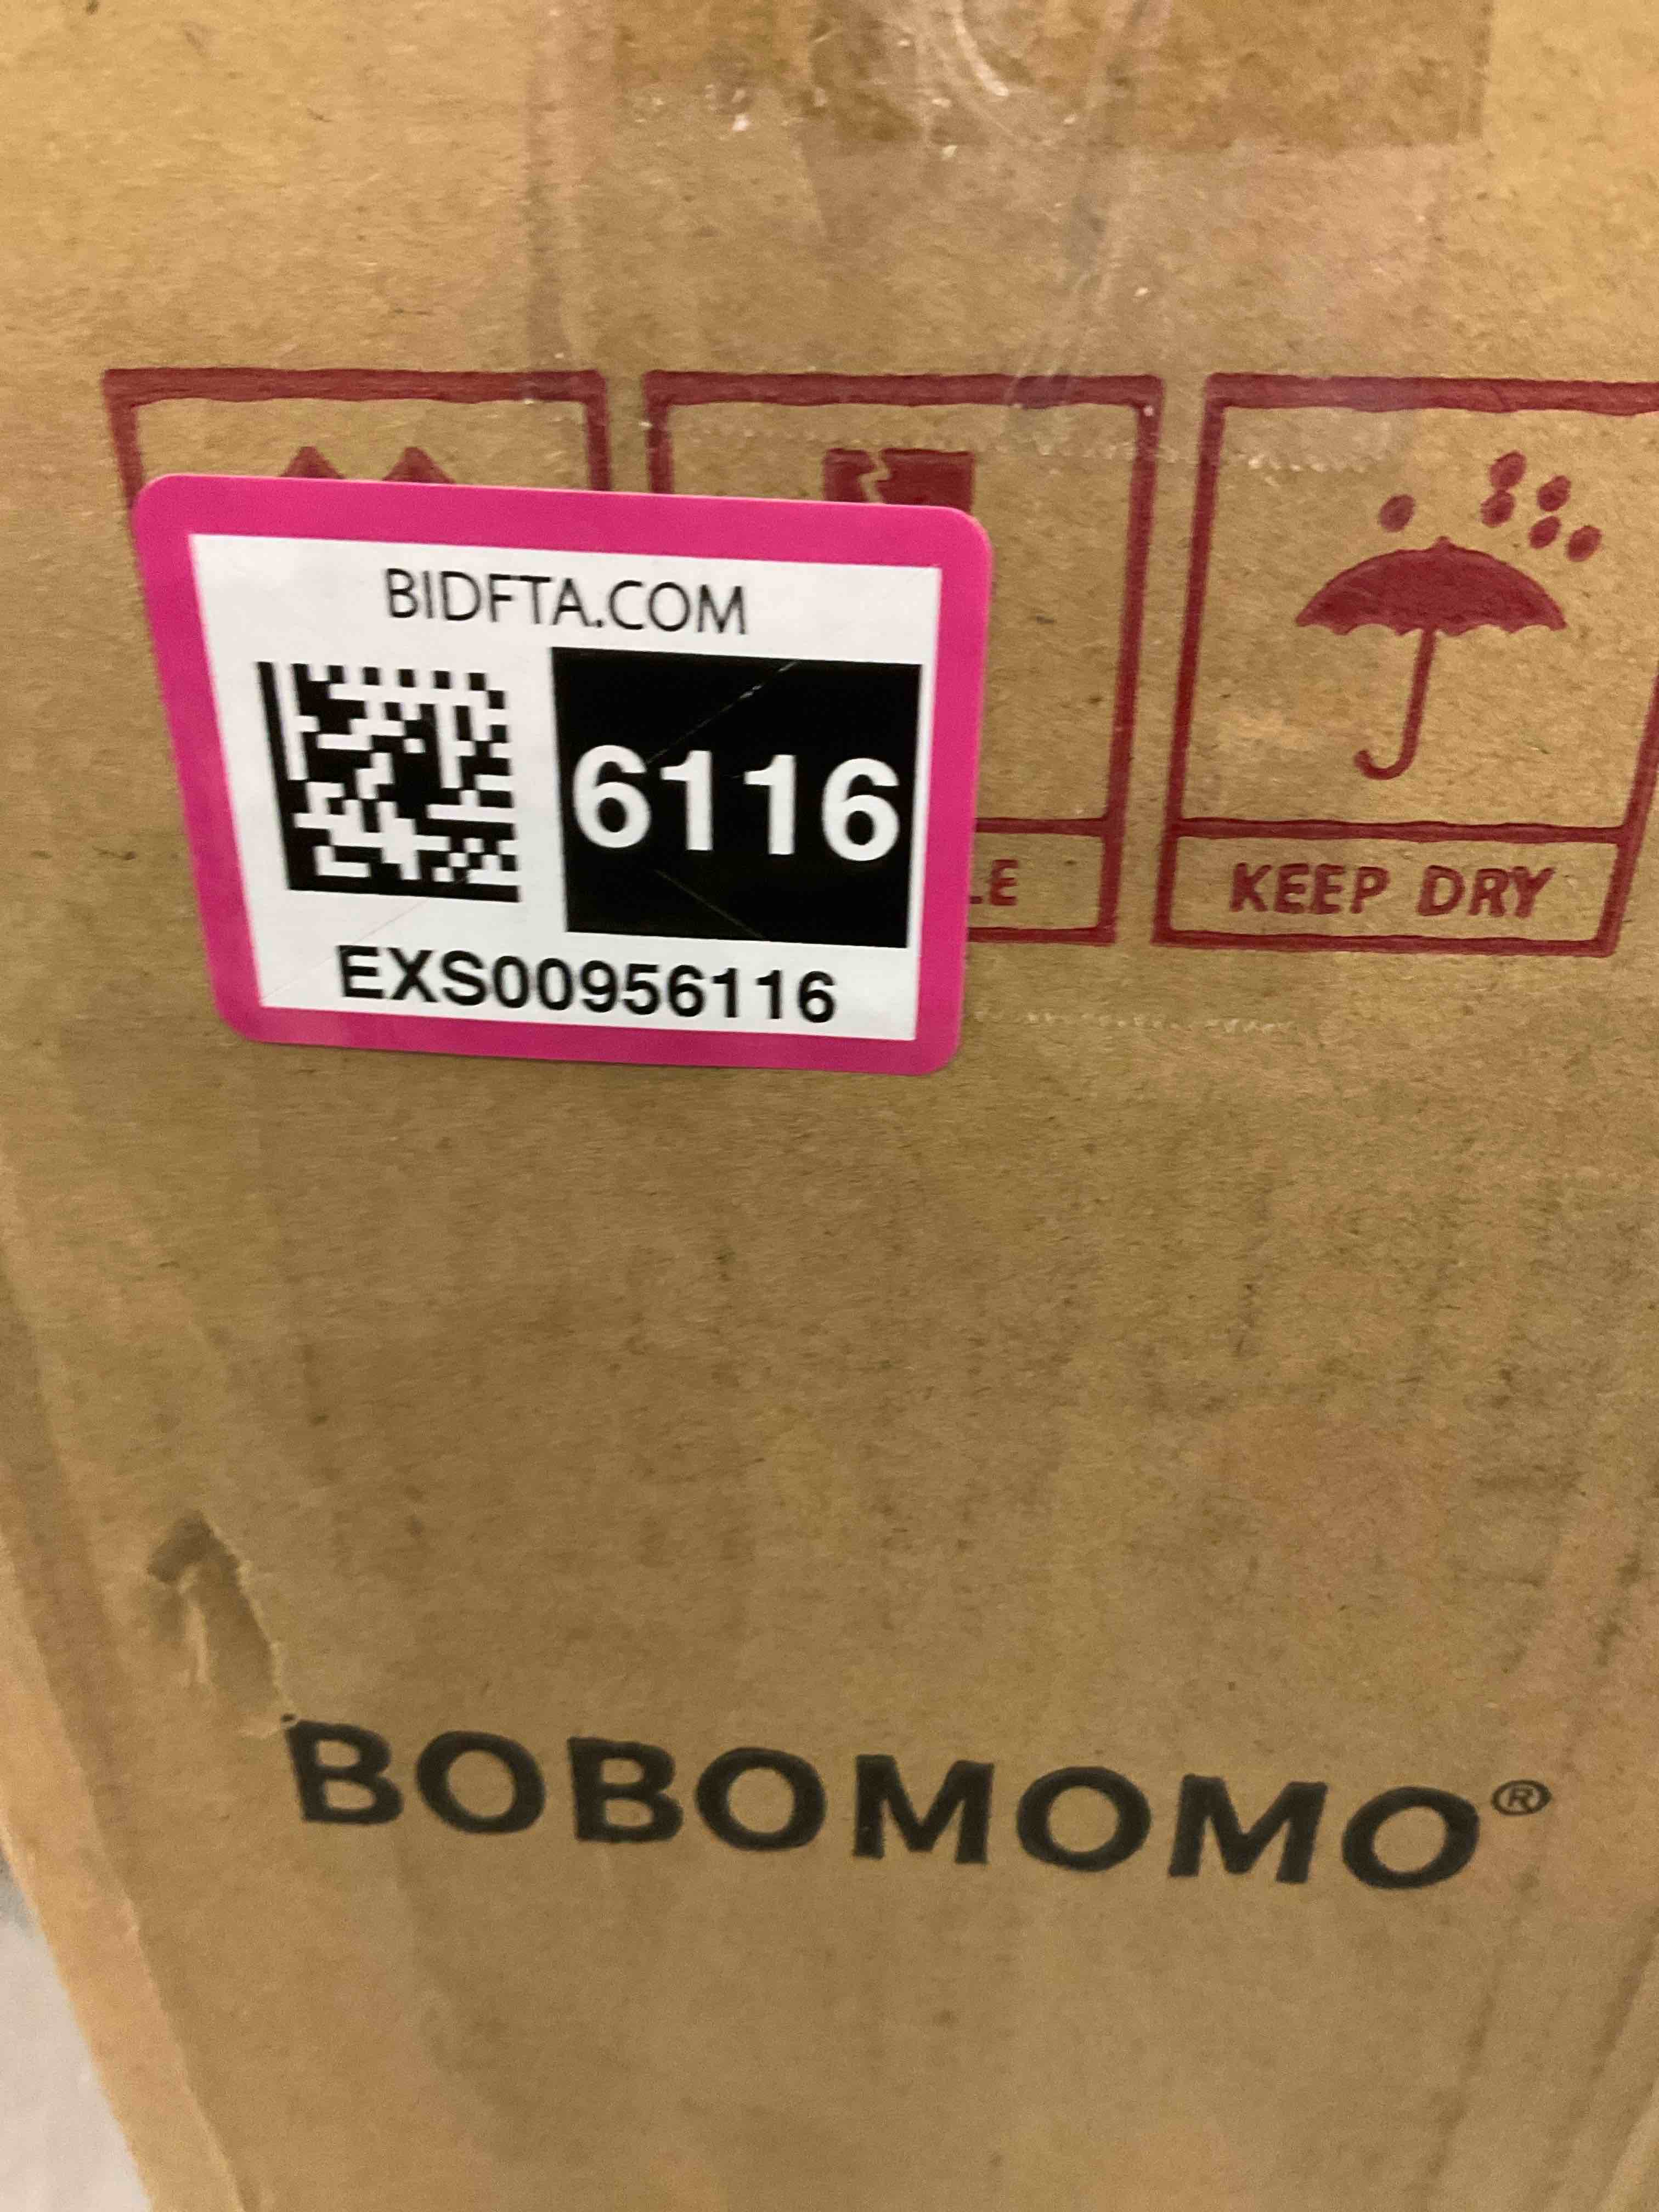 BIDFTA.COM
6116
EXS00956116
KEEP DRY
BOBOMOMO®